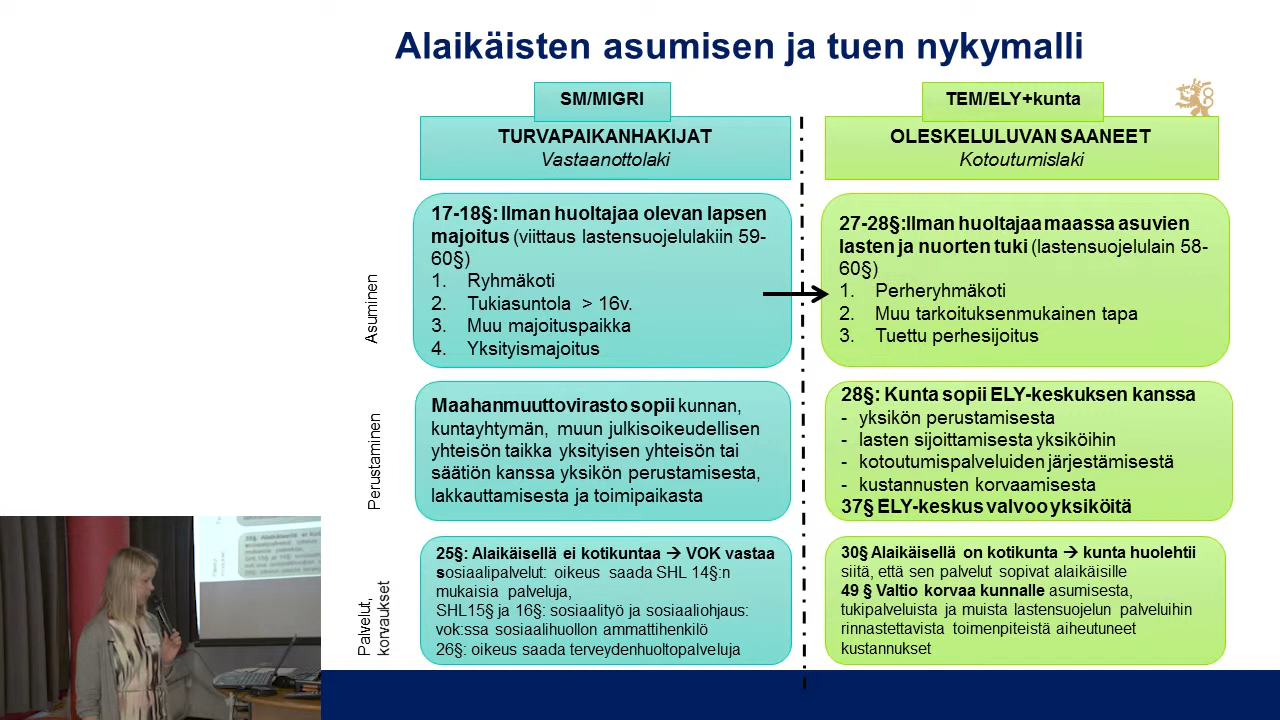 Alaikäisten asumisen ja tuen nykymalli
SM/MIGRI
TURVAPAIKANHAKIJAT
Vastaanottolaki
TEM/ELY+kunta
OLESKELULUVAN SAANEET
Kotoutumislaki
Asuminen
17-18§: Ilman huoltajaa olevan lapsen
majoitus (viittaus lastensuojelulakiin 59-
60§)
1. Ryhmäkoti
2. Tukiasuntola > 16v.
3. Muu majoituspaikka
4. Yksityismajoitus
27-28§:Ilman huoltajaa maassa asuvien
lasten ja nuorten tuki (lastensuojelulain 58-
60§)
1. Perheryhmäkoti
2. Muu tarkoituksenmukainen tapa
3. Tuettu perhesijoitus
Perustaminen
Maahanmuuttovirasto sopii kunnan,
kuntayhtymän, muun julkisoikeudellisen
yhteisön taikka yksityisen yhteisön tai
säätiön kanssa yksikön perustamisesta,
lakkauttamisesta ja toimipaikasta
28§: Kunta sopii ELY-keskuksen kanssa
- yksikön perustamisesta
- lasten sijoittamisesta yksiköihin
- kotoutumispalveluiden järjestämisestä
- kustannusten korvaamisesta
37§ ELY-keskus valvoo yksiköitä
Palvelut,
korvaukset
25§: Alaikäisellä ei kotikuntaa → VOK vastaa
sosiaalipalvelut: oikeus saada SHL 14§:n
mukaisia palveluja,
SHL15§ ja 16§: sosiaalityö ja sosiaaliohjaus:
vok:ssa sosiaalihuollon ammattihenkilö
26§: oikeus saada terveydenhuoltopalveluja
30§ Alaikäisellä on kotikunta → kunta huolehtii
siitä, että sen palvelut sopivat alaikäisille
49 § Valtio korvaa kunnalle asumisesta,
tukipalveluista ja muista lastensuojelun palveluihin
rinnastettavista toimenpiteistä aiheutuneet
kustannukset